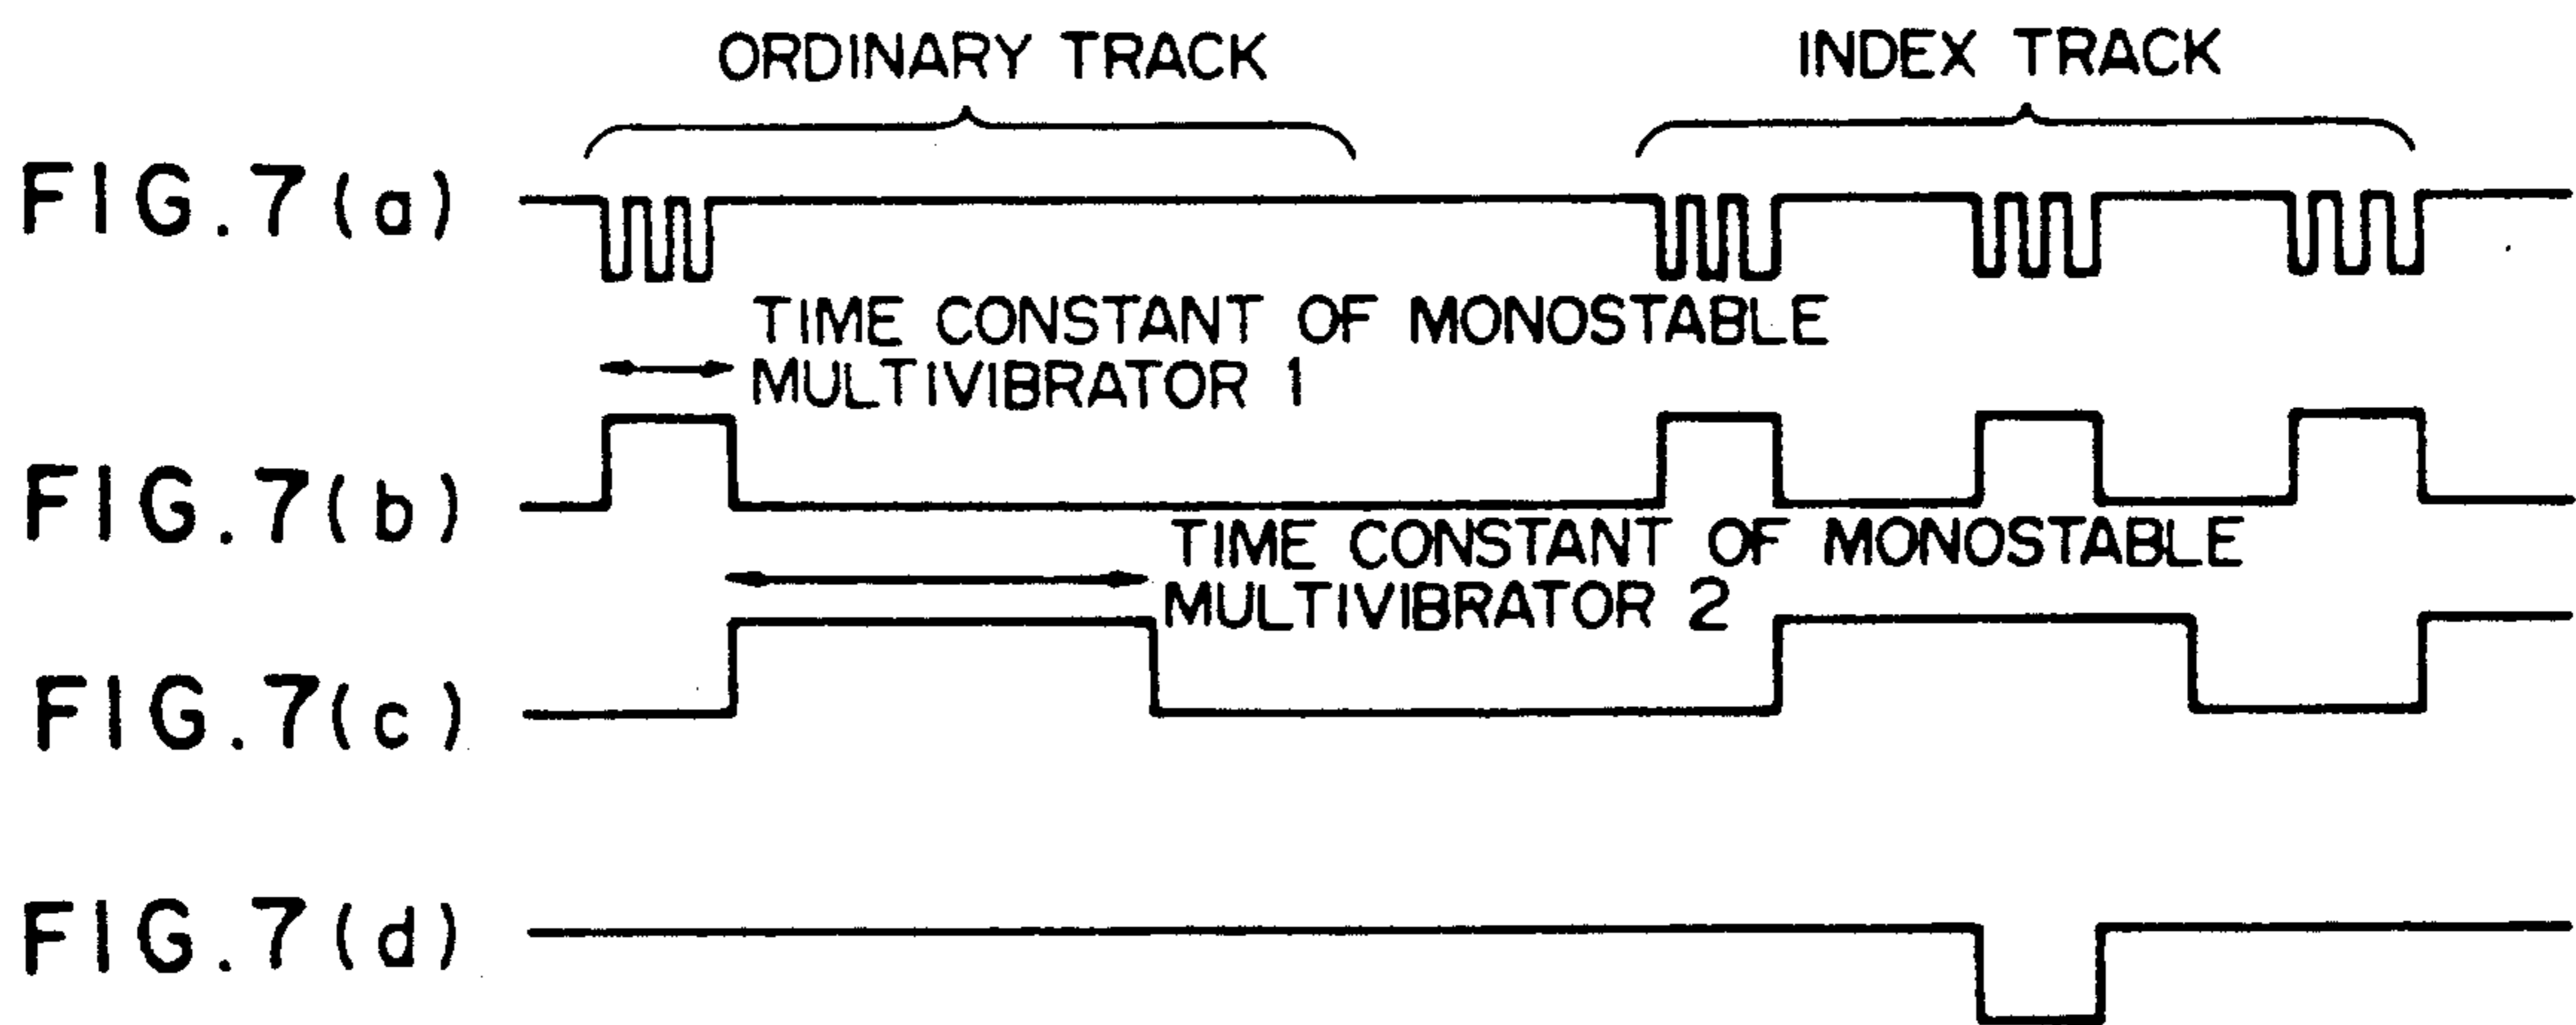 ORDINARY TRACK
INDEX TRACK
FIG.7(a)
TIME CONSTANT OF MONOSTABLE
MULTIVIBRATOR 1
FIG.7(b)
TIME CONSTANT OF MONOSTABLE
MULTIVIBRATOR 2
FIG.7(c)
FIG.7(d)